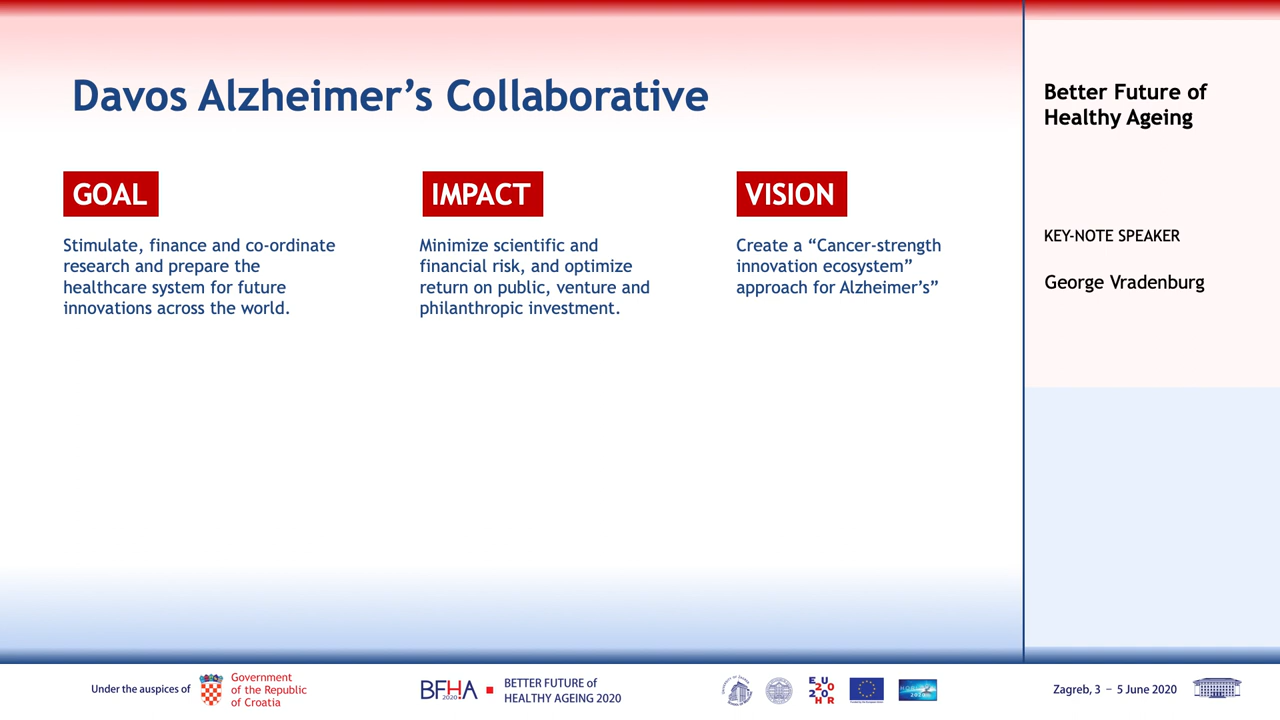 Davos Alzheimer’s Collaborative
GOAL
Stimulate, finance and co-ordinate
research and prepare the
healthcare system for future
innovations across the world.
IMPACT
Minimize scientific and
financial risk, and optimize
return on public, venture and
philanthropic investment.
VISION
Create a “Cancer-strength
innovation ecosystem”
approach for Alzheimer’s”
Better Future of
Healthy Ageing
KEY-NOTE SPEAKER
George Vradenburg
Under the auspices of
Government
of the Republic
of Croatia
BFHA
2020
BETTER FUTURE of
HEALTHY AGEING 2020
EU
20
20
HR
Zagreb, 3 – 5 June 2020